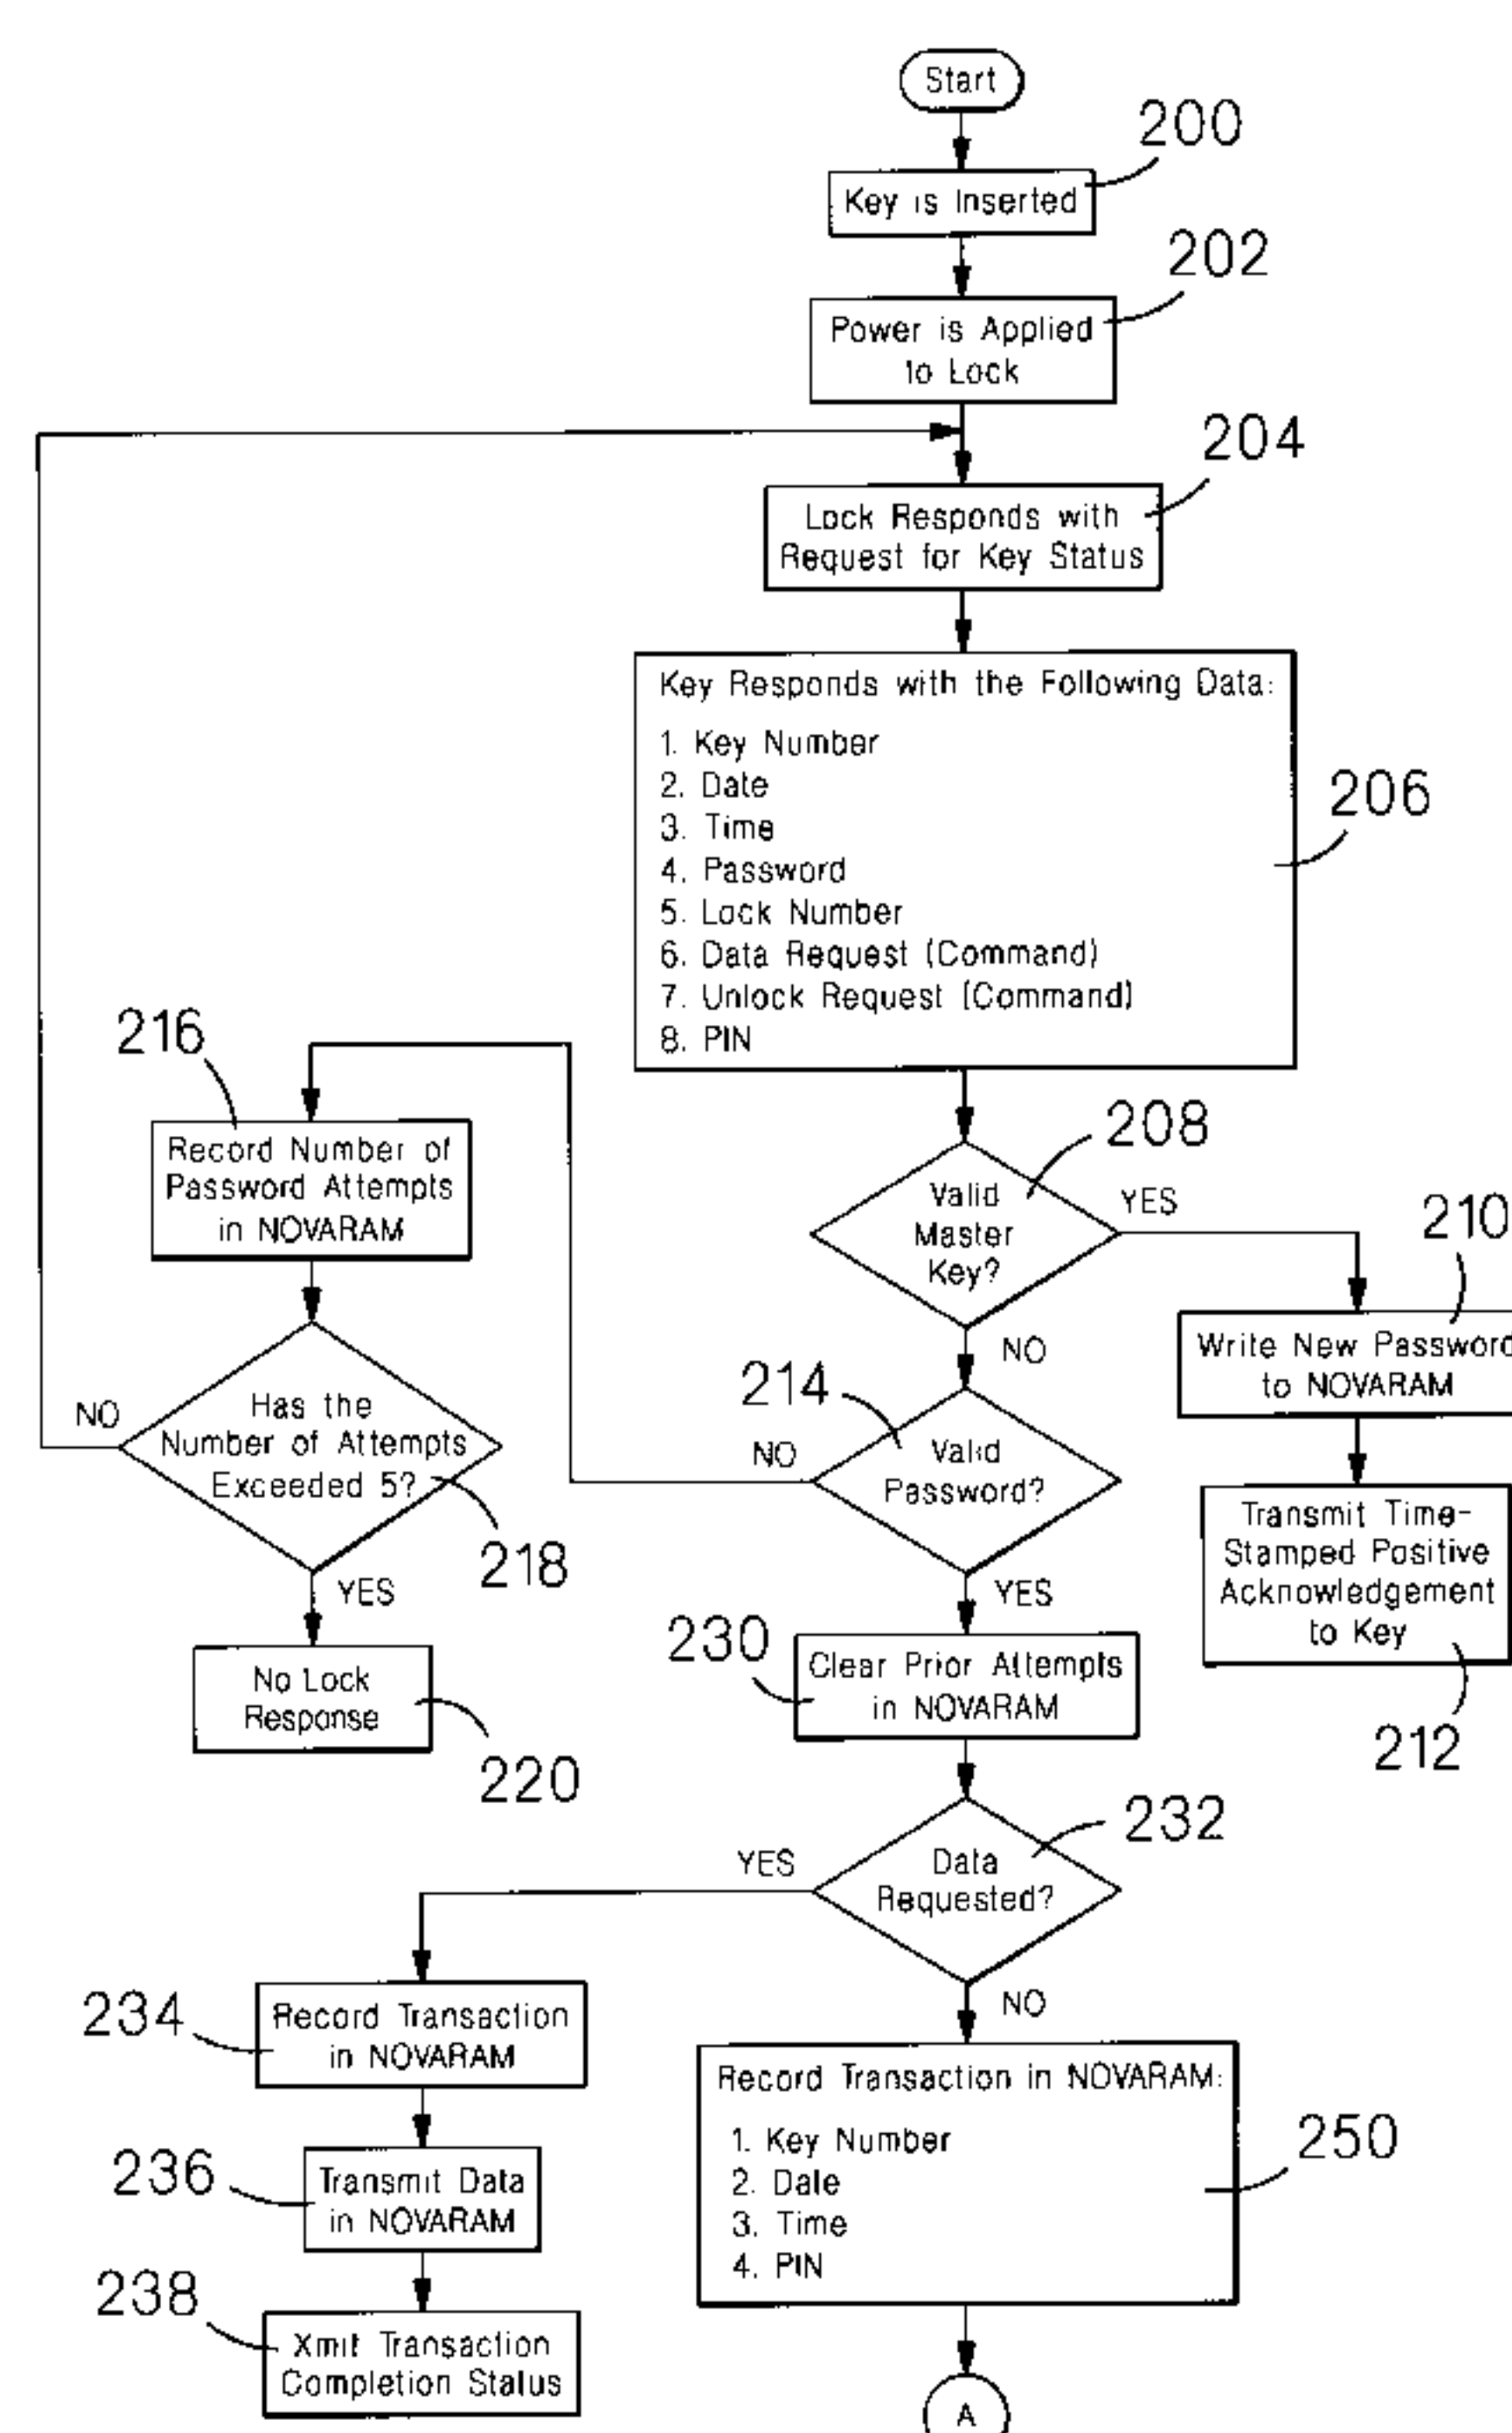 Start
200
Key is Inserted
202
Power is Applied
to Lock
204
Lock Responds with
Request for Key Status
Key Responds with the Following Data:
1. Key Number
2. Date
3. Time
4. Password
5. Lock Number
6. Data Request (Command)
7. Unlock Request (Command)
8. PIN
206
216
Record Number of
Password Attempts
in NOVARAM
208
Valid
Master
Key?
YES
210
NO
Write New Password
to NOVARAM
214
NO
Has the
Number of Attempts
Exceeded 5?
NO
Valid
Password?
218
YES
YES
Transmit Time-
Stamped Positive
Acknowledgement
to Key
212
230
Clear Prior Attempts
in NOVARAM
No Lock
Response
220
232
YES
Data
Requested?
NO
234
Record Transaction
in NOVARAM
Record Transaction in NOVARAM:
1. Key Number
2. Date
3. Time
4. PIN
250
236
Transmit Data
in NOVARAM
238
Xmit Transaction
Completion Status
A